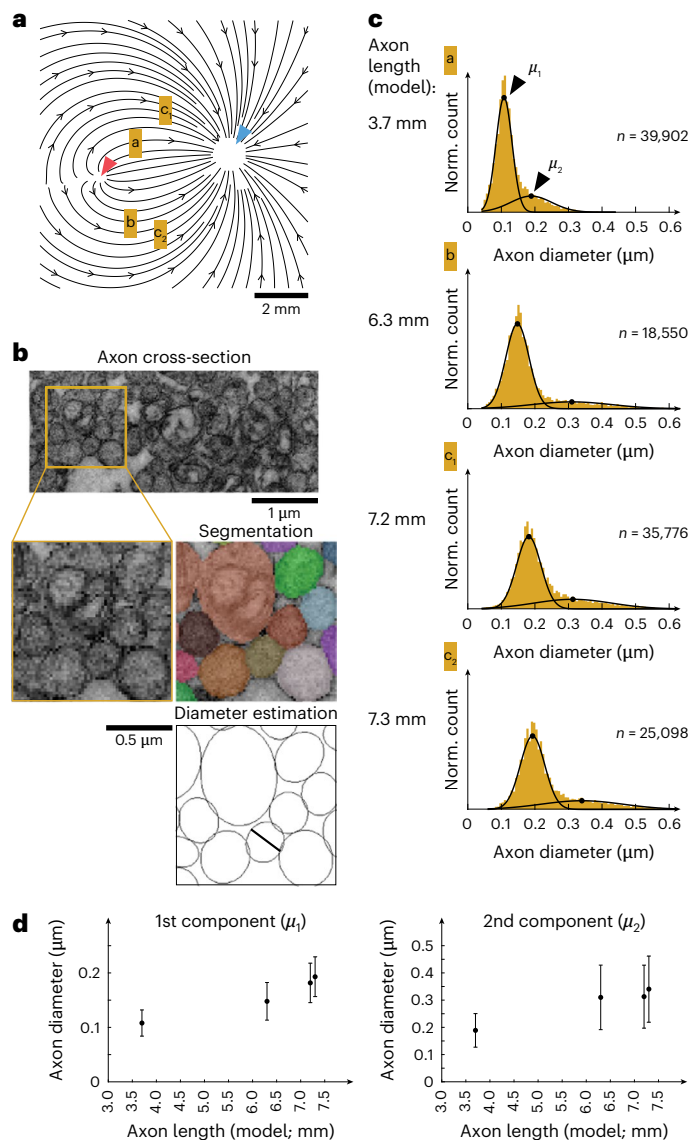 a
c1
a
b
c2
2 mm
b
Axon cross-section
1 µm
Segmentation
0.5 µm
Diameter estimation
c
Axon
length
(model):
a
3.7 mm
Norm. count
µ1
µ2
n = 39,902
0 0.1 0.2 0.3 0.4 0.5 0.6
Axon diameter (µm)
b
6.3 mm
Norm. count
n = 18,550
0 0.1 0.2 0.3 0.4 0.5 0.6
Axon diameter (µm)
c1
7.2 mm
Norm. count
n = 35,776
0 0.1 0.2 0.3 0.4 0.5 0.6
Axon diameter (µm)
c2
7.3 mm
Norm. count
n = 25,098
0 0.1 0.2 0.3 0.4 0.5 0.6
Axon diameter (µm)
d
1st component (µ1)
Axon diameter (µm)
0.2
0.1
0
3.0 3.5 4.0 4.5 5.0 5.5 6.0 6.5 7.0 7.5
Axon length (model; mm)
2nd component (µ2)
Axon diameter (µm)
0.5
0.4
0.3
0.2
0.1
0
3.0 3.5 4.0 4.5 5.0 5.5 6.0 6.5 7.0 7.5
Axon length (model; mm)